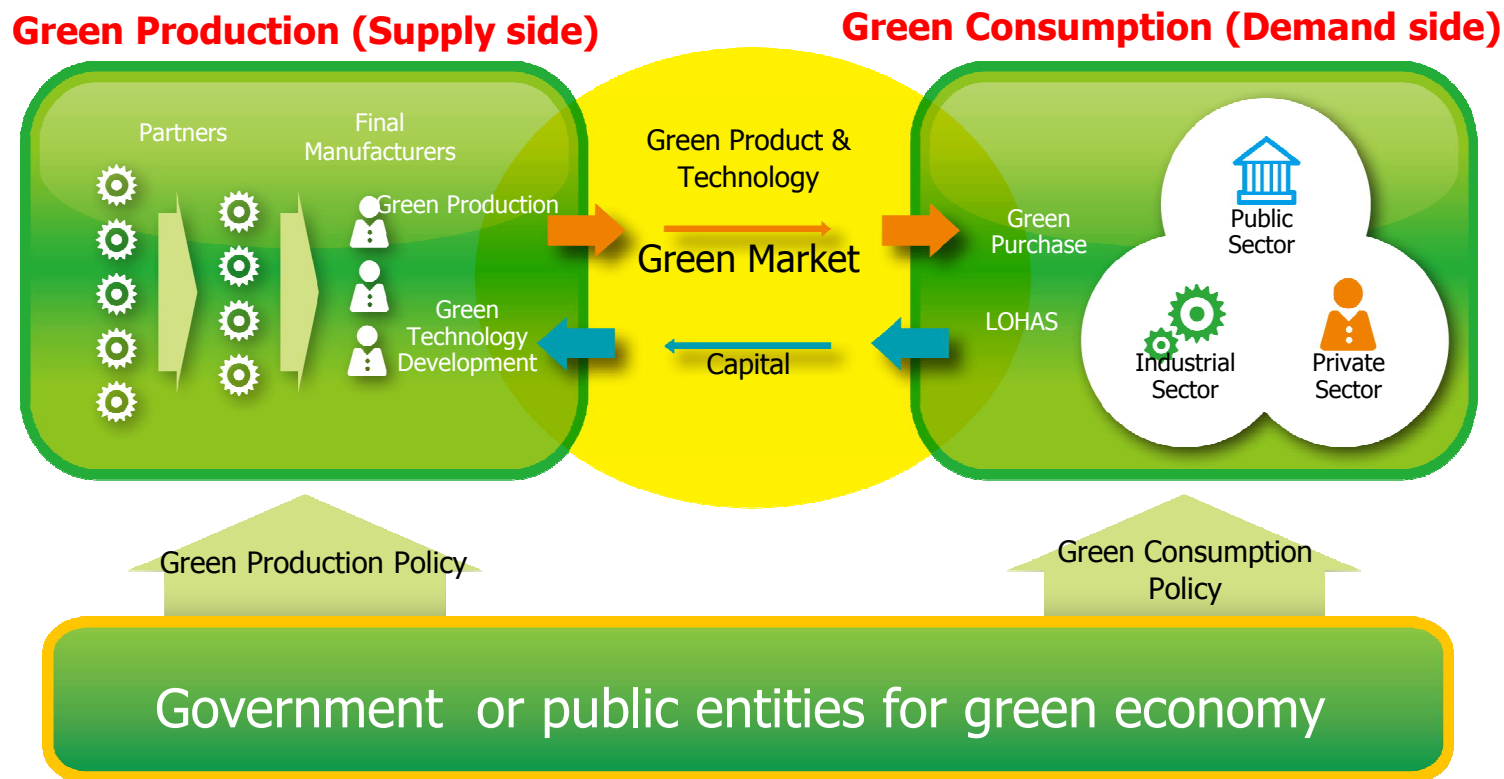 Green Production (Supply side)
Green Consumption (Demand side)
Partners
Final
Manufacturers
Green Production
Green
Technology
Development
Green Product &
Technology
Green Market
Capital
Green
Purchase
LOHAS
Public
Sector
Industrial
Sector
Private
Sector
Green Production Policy
Green Consumption
Policy
Government or public entities for green economy